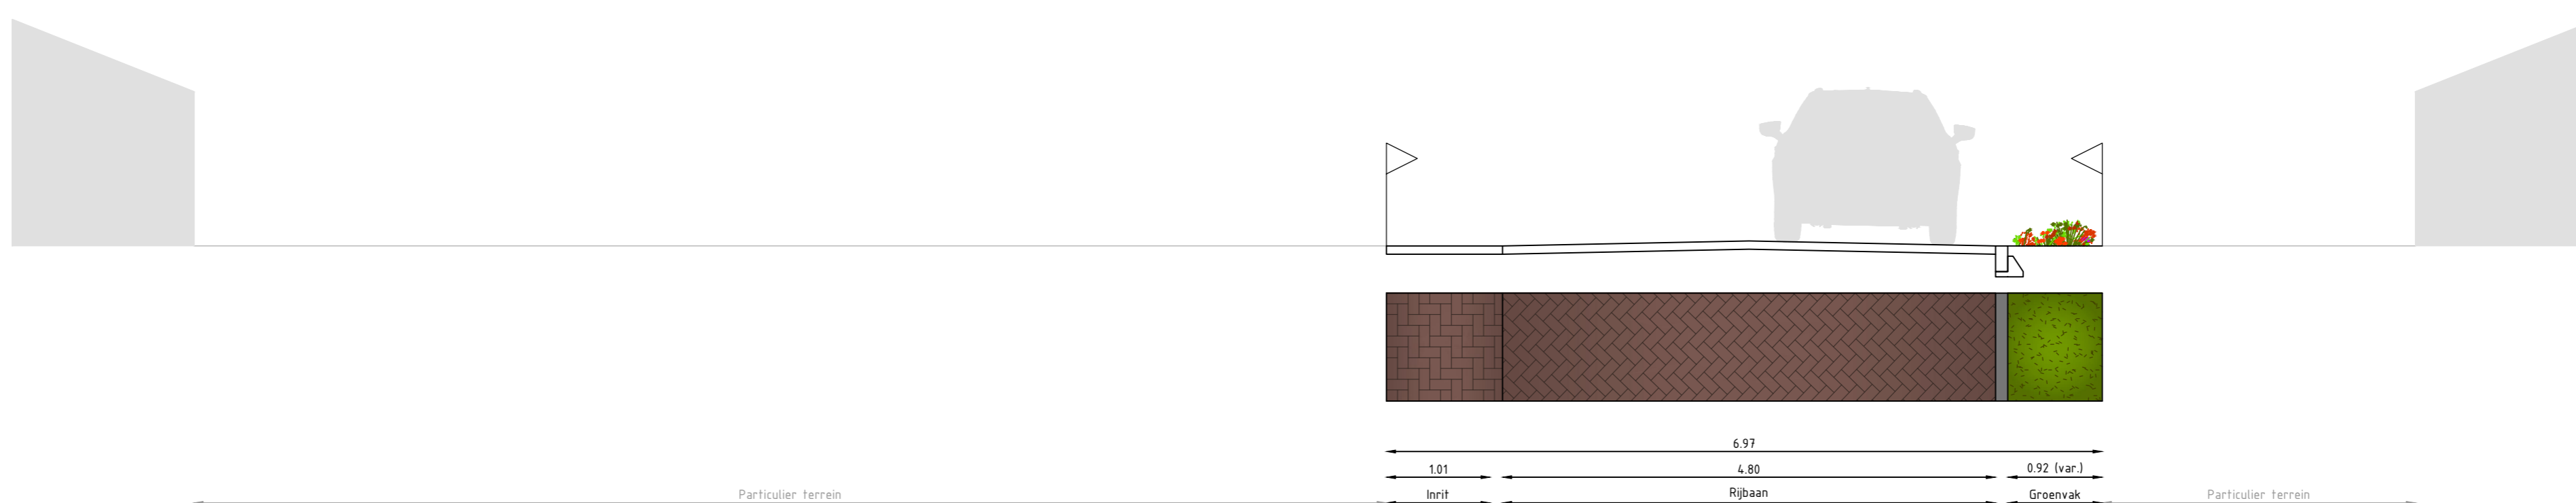 6.97
1.01 4.80 0.92 (var.)
Particulier terrein Inrit Rijbaan Groenvak Particulier terrein